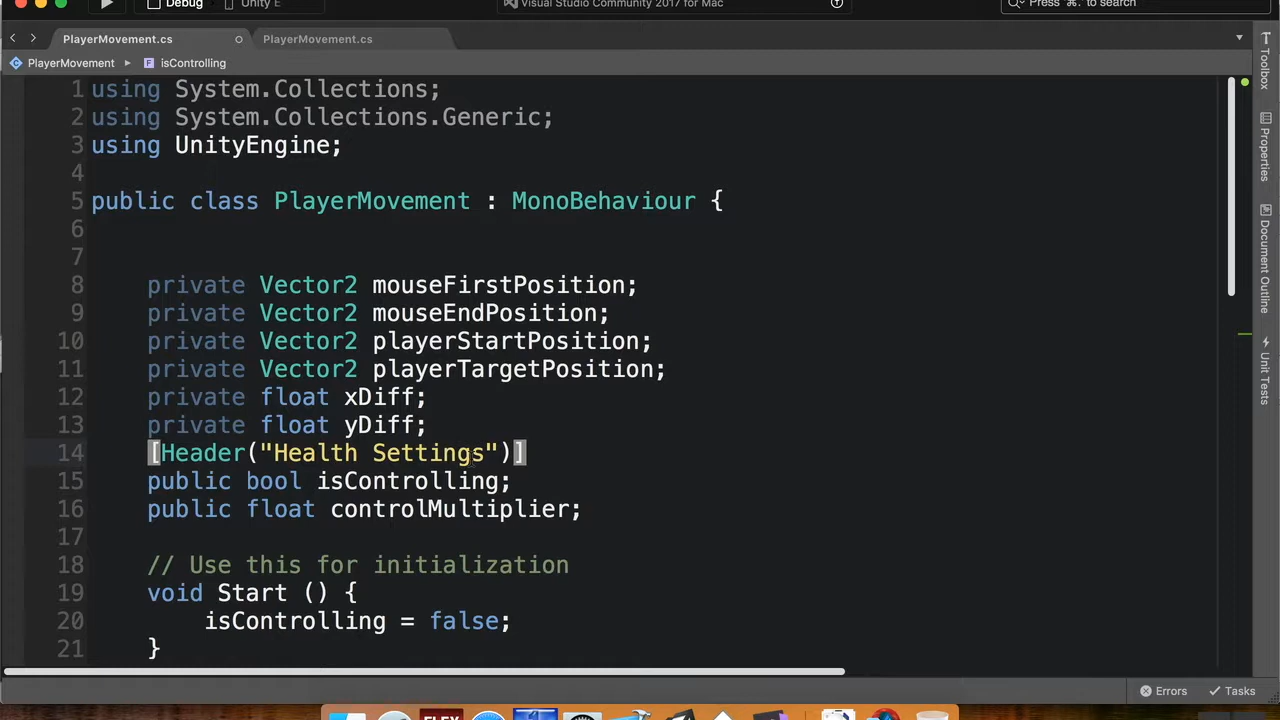 Debug
Unity E
Visual Studio Community 2017 for Mac
Press ⌘. to search
PlayerMovement.cs
PlayerMovement.cs
PlayerMovement
isControlling
1 using System.Collections;
2 using System.Collections.Generic;
3 using UnityEngine;
4
5 public class PlayerMovement : MonoBehaviour {
6
7
8 private Vector2 mouseFirstPosition;
9 private Vector2 mouseEndPosition;
10 private Vector2 playerStartPosition;
11 private Vector2 playerTargetPosition;
12 private float xDiff;
13 private float yDiff;
14 [Header("Health Settings")]
15 public bool isControlling;
16 public float controlMultiplier;
17
18 // Use this for initialization
19 void Start () {
20 isControlling = false;
21 }
Toolbox
Properties
Document Outline
Unit Tests
Errors
Tasks
FLEX